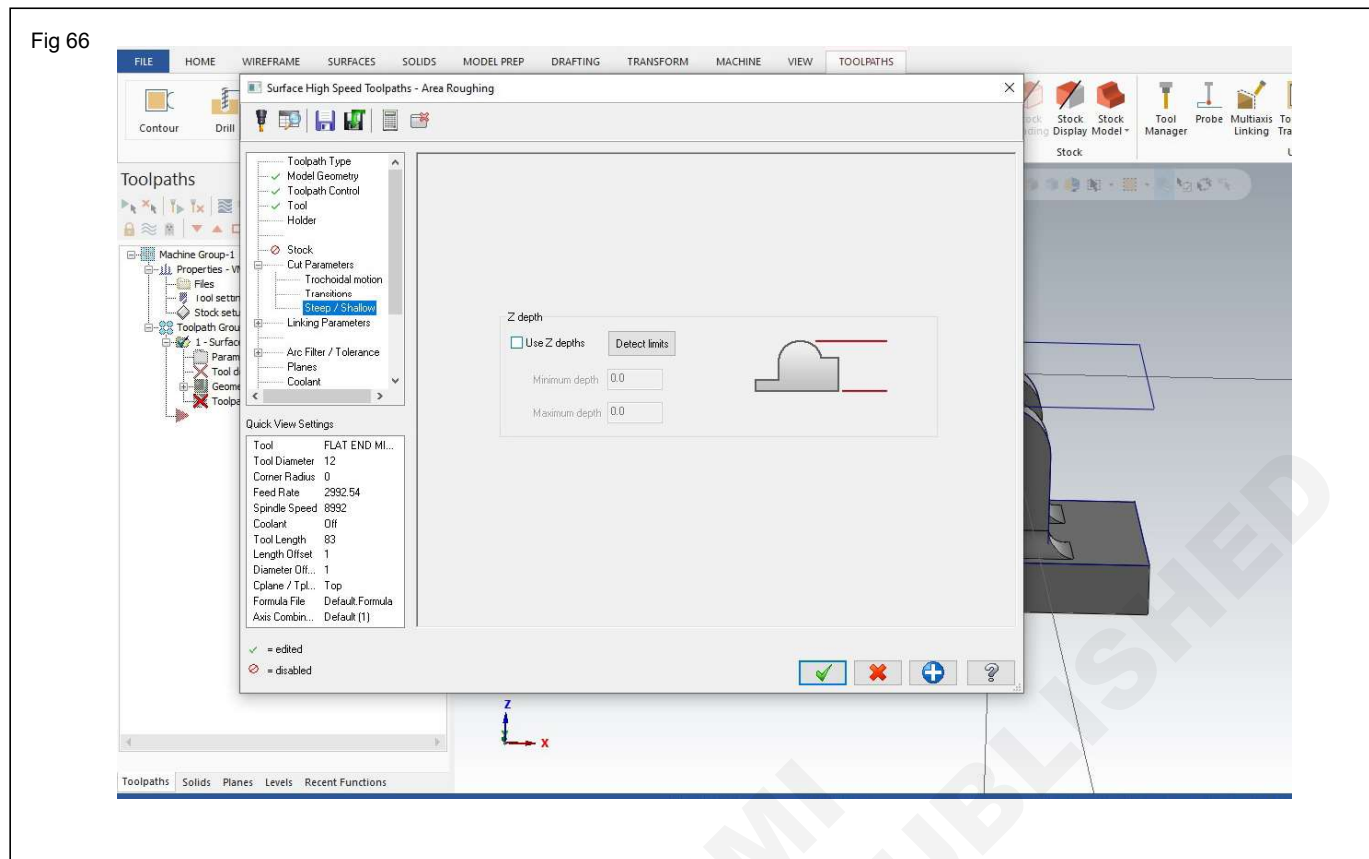 Fig 66
FILE HOME WIREFRAME SURFACES SOLIDS MODEL PREP DRAFTING TRANSFORM MACHINE VIEW TOOLPATHS
Surface High Speed Toolpaths - Area Roughing
Contour Drill
Stock Stock Tool Probe Multiaxis To
Display Model Manager Linking Tra
Stock
Toolpaths
Machine Group-1
Properties - VM
Files
Tool settin
Stock setu
Toolpath Grou
1 - Surfac
Param
Tool d
Geome
Toolpa
Toolpath Type
Model Geometry
Toolpath Control
Tool
Holder
Stock
Cut Parameters
Trochoidal motion
Transitions
Steep / Shallow
Linking Parameters
Arc Filter / Tolerance
Planes
Coolant
Quick View Settings
Tool FLAT END MI...
Tool Diameter 12
Corner Radius 0
Feed Rate 2992.54
Spindle Speed 8992
Coolant Off
Tool Length 83
Length Offset 1
Diameter Off... 1
Cplane / Tpl... Top
Formula File Default.Formula
Axis Combin... Default (1)
= edited
= disabled
Z depth
Use Z depths Detect limits
Minimum depth 0.0
Maximum depth 0.0
Z
X
Toolpaths Solids Planes Levels Recent Functions